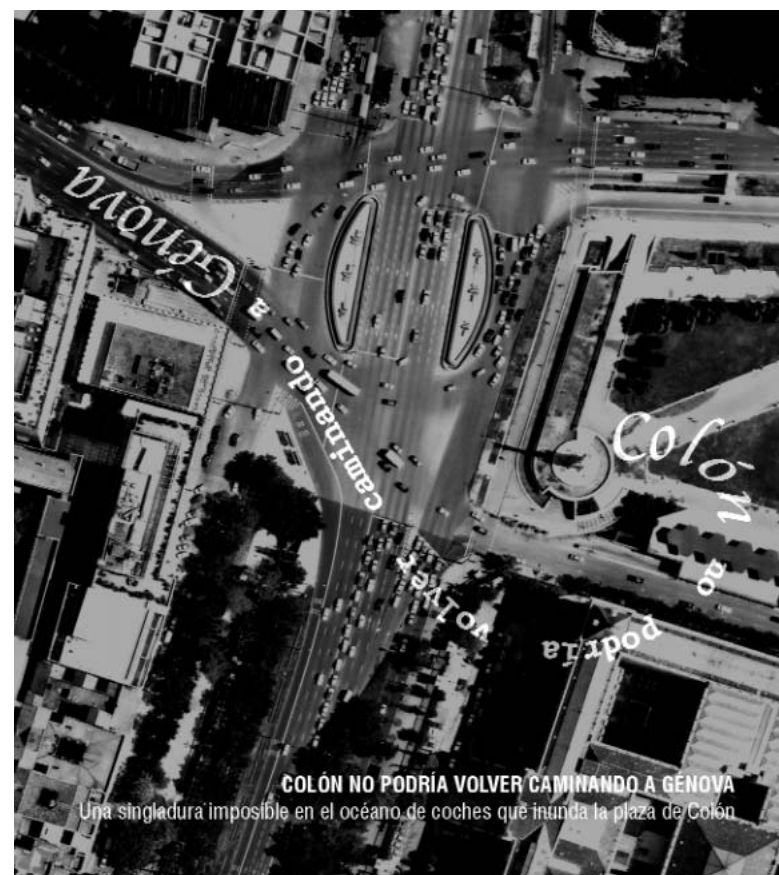 Colón no podría volver caminando a Génova
COLÓN NO PODRÍA VOLVER CAMINANDO A GÉNOVA
Una singladura imposible en el océano de coches que inunda la plaza de Colón